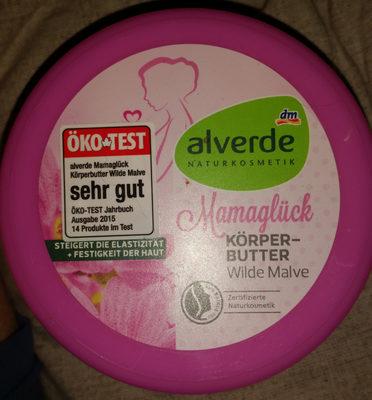 dm
alverde
NATURKOSMETIK
ÖKO-TEST
alverde Mamaglück
Körperbutter Wilde Malve
sehr gut
ÖKO-TEST Jahrbuch
Ausgabe 2015
14 Produkte im Test
Mamaglück
KÖRPER-
BUTTER
Wilde Malve
STEIGERT DIE ELASTIZITÄT
+ FESTIGKEIT DER HAUT
Zertifizierte
Naturkosmetik